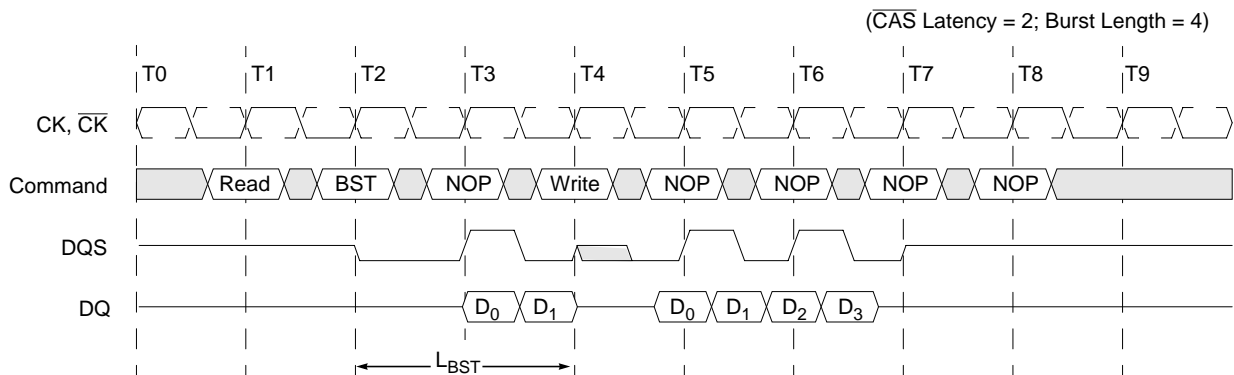 (CAS Latency = 2; Burst Length = 4)
T0 T1 T2 T3 T4 T5 T6 T7 T8 T9
CK, CK
Command Read BST NOP Write NOP NOP NOP NOP
DQS
DQ D0 D1 D0 D1 D2 D3
LBST